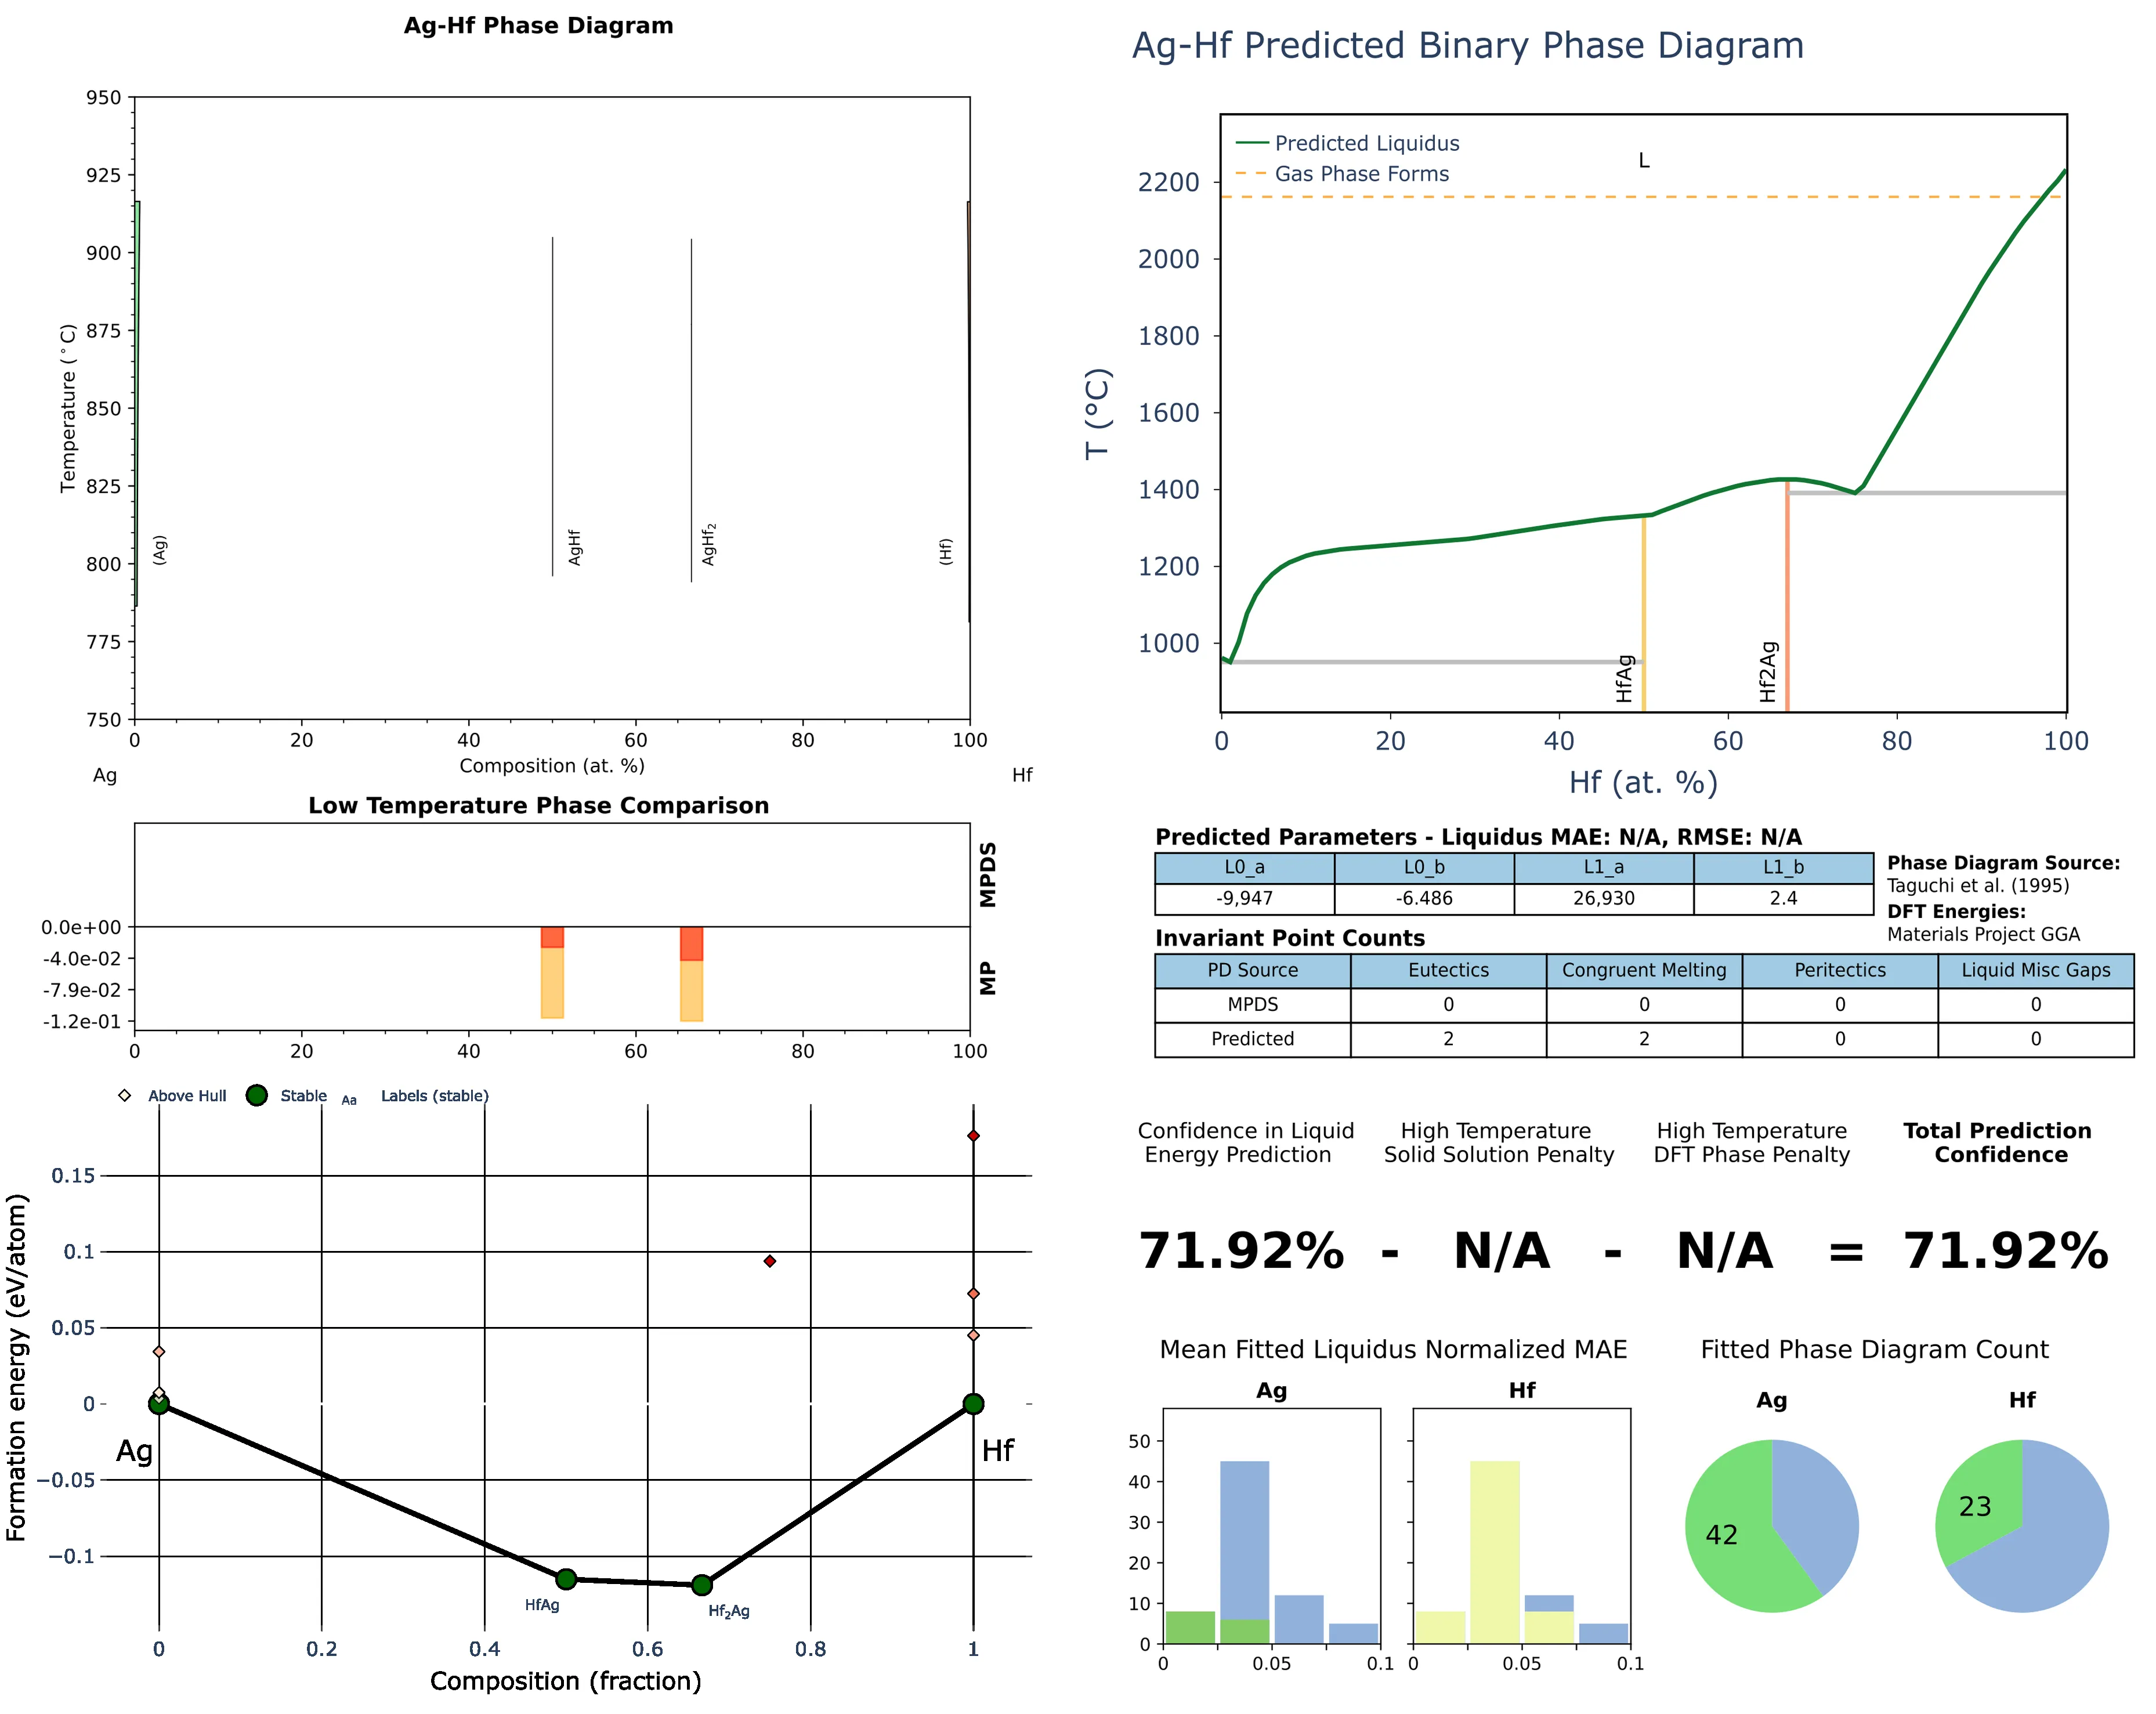 Ag-Hf Phase Diagram
950
925
900
875
850
825
800
775
750
Temperature (°C)
(Ag)
AgHf
AgHf2
(Hf)
0 20 40 60 80 100
Composition (at. %)
Ag
Hf
Low Temperature Phase Comparison
MPDS
MP
0.0e+00
-4.0e-02
-7.9e-02
-1.2e-01
0 20 40 60 80 100
Above Hull Stable Aa Labels (stable)
0.15
0.1
0.05
0
−0.05
−0.1
Formation energy (eV/atom)
Ag
Hf
HfAg
Hf2Ag
0 0.2 0.4 0.6 0.8 1
Composition (fraction)
Ag-Hf Predicted Binary Phase Diagram
Predicted Liquidus
Gas Phase Forms
L
2200
2000
1800
1600
1400
1200
1000
T (°C)
HfAg
Hf2Ag
0 20 40 60 80 100
Hf (at. %)
Predicted Parameters - Liquidus MAE: N/A, RMSE: N/A
L0_a L0_b L1_a L1_b
-9,947 -6.486 26,930 2.4
Phase Diagram Source:
Taguchi et al. (1995)
DFT Energies:
Materials Project GGA
Invariant Point Counts
PD Source Eutectics Congruent Melting Peritectics Liquid Misc Gaps
MPDS 0 0 0 0
Predicted 2 2 0 0
Confidence in Liquid
Energy Prediction
High Temperature
Solid Solution Penalty
High Temperature
DFT Phase Penalty
Total Prediction
Confidence
71.92% - N/A - N/A = 71.92%
Mean Fitted Liquidus Normalized MAE
Ag
Hf
50
40
30
20
10
0
0 0.05 0.1
0 0.05 0.1
Fitted Phase Diagram Count
Ag
Hf
42
23